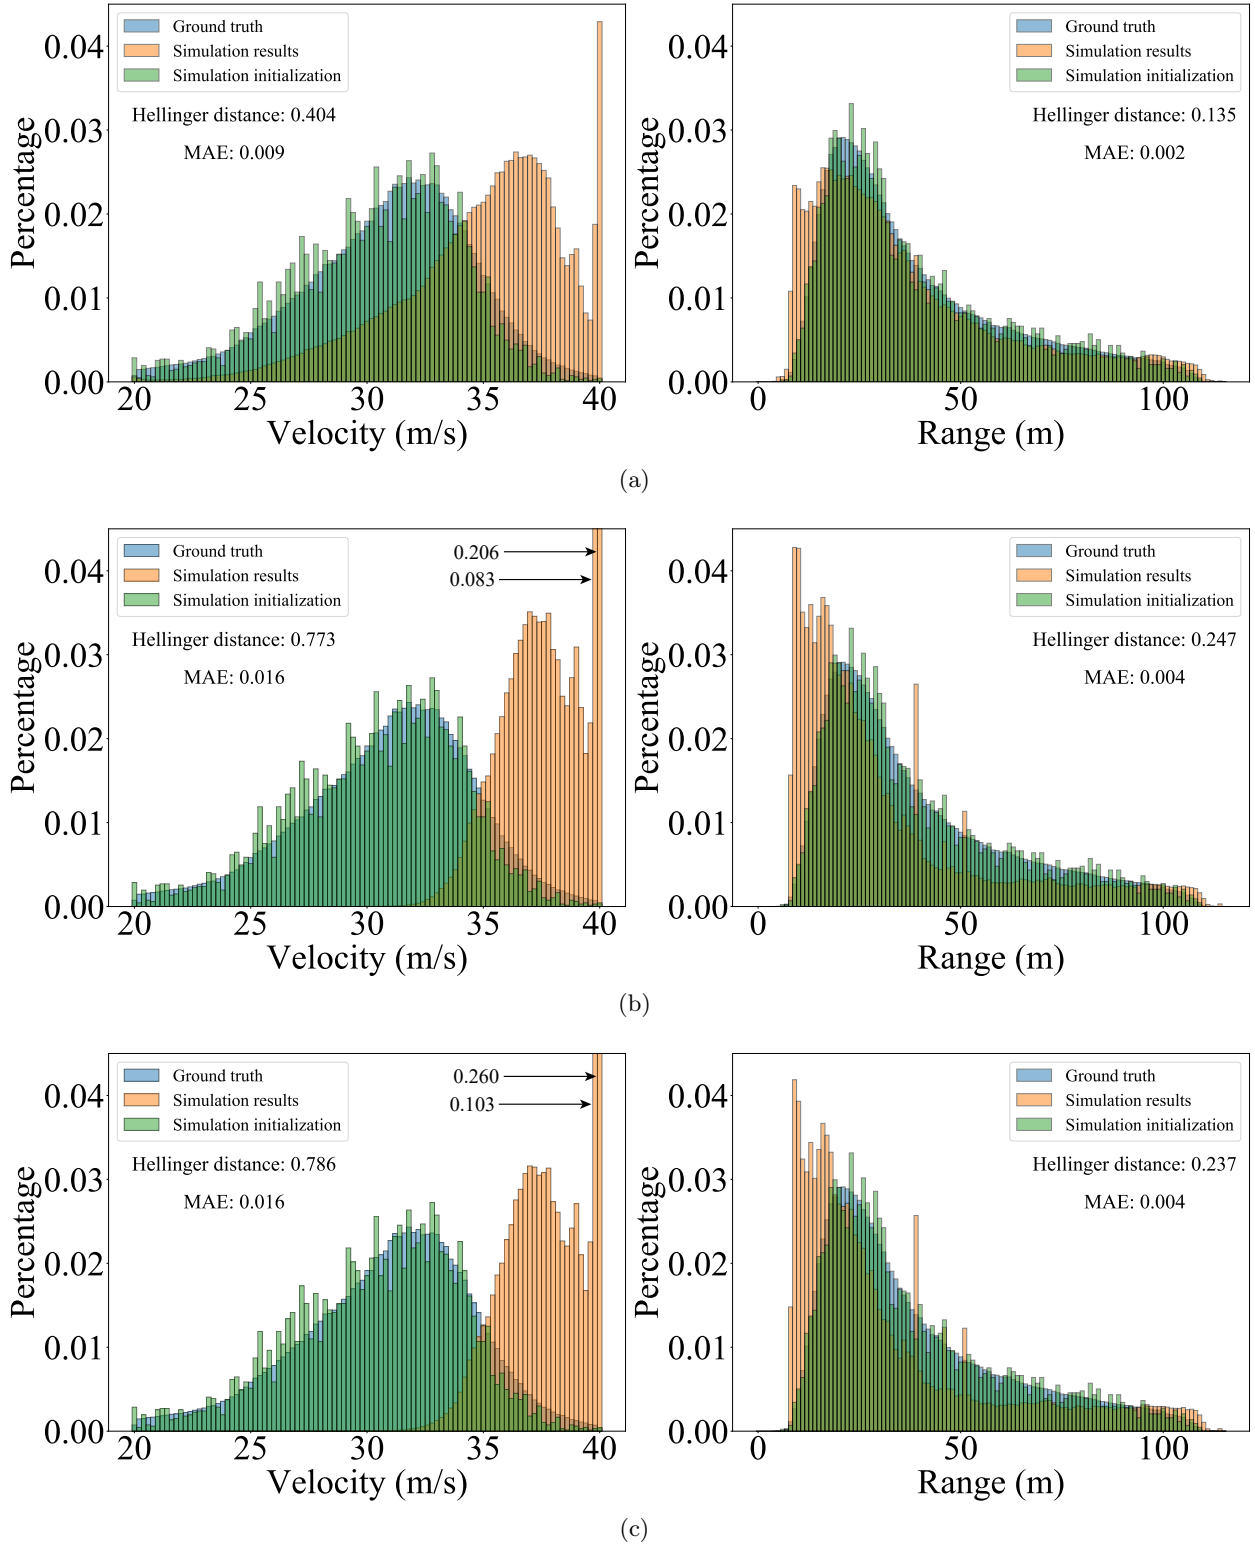 Ground truth
Simulation results
Simulation initialization
Hellinger distance: 0.404
MAE: 0.009
Percentage
0.04
0.03
0.02
0.01
0.00
20 25 30 35 40
Velocity (m/s)
Ground truth
Simulation results
Simulation initialization
Hellinger distance: 0.135
MAE: 0.002
Percentage
0.04
0.03
0.02
0.01
0.00
0 50 100
Range (m)
(a)
Ground truth
Simulation results
Simulation initialization
Hellinger distance: 0.773
MAE: 0.016
0.206
0.083
Percentage
0.04
0.03
0.02
0.01
0.00
20 25 30 35 40
Velocity (m/s)
Ground truth
Simulation results
Simulation initialization
Hellinger distance: 0.247
MAE: 0.004
Percentage
0.04
0.03
0.02
0.01
0.00
0 50 100
Range (m)
(b)
Ground truth
Simulation results
Simulation initialization
Hellinger distance: 0.786
MAE: 0.016
0.260
0.103
Percentage
0.04
0.03
0.02
0.01
0.00
20 25 30 35 40
Velocity (m/s)
Ground truth
Simulation results
Simulation initialization
Hellinger distance: 0.237
MAE: 0.004
Percentage
0.04
0.03
0.02
0.01
0.00
0 50 100
Range (m)
(c)